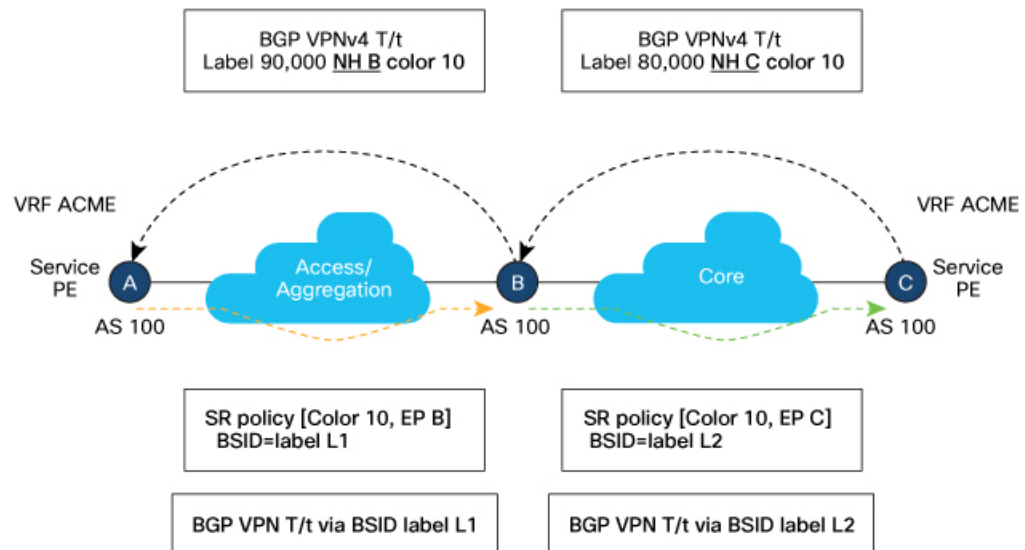 BGP VPNv4 T/t
Label 90,000 NH B color 10
BGP VPNv4 T/t
Label 80,000 NH C color 10
VRF ACME
VRF ACME
Service
PE
A
Access/
Aggregation
B
Core
C
Service
PE
AS 100
AS 100
AS 100
SR policy [Color 10, EP B]
BSID=label L1
SR policy [Color 10, EP C]
BSID=label L2
BGP VPN T/t via BSID label L1
BGP VPN T/t via BSID label L2